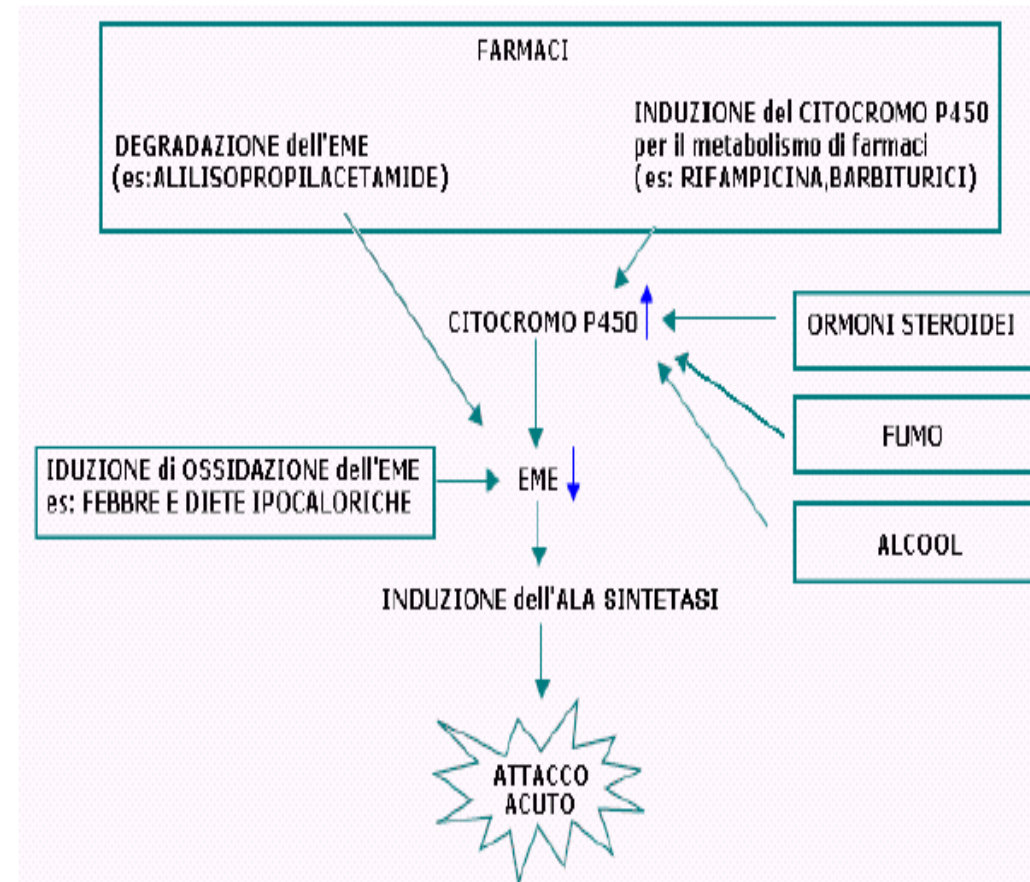 FARMACI
DEGRADAZIONE dell'EME
(es:ALILISOPROPILACETAMIDE)
INDUZIONE del CITOCROMO P450
per il metabolismo di farmaci
(es: RIFAMPICINA,BARBITURICI)
CITOCROMO P450
ORMONI STEROIDEI
FUMO
ALCOOL
IDUZIONE di OSSIDAZIONE dell'EME
es: FEBBRE E DIETE IPOCALORICHE
EME
INDUZIONE dell'ALA SINTETASI
ATTACCO
ACUTO